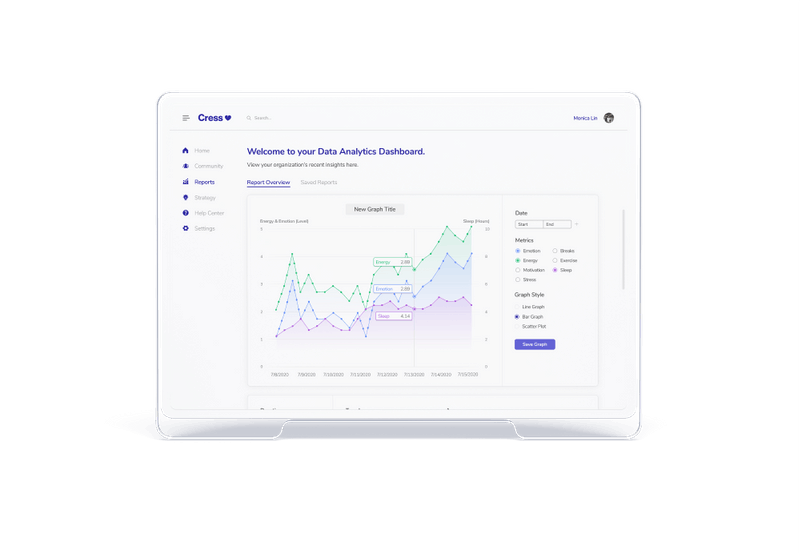 Cress
Search...
Monica Lin
Home
Community
Reports
Strategy
Help Center
Settings
Welcome to your Data Analytics Dashboard.
View your organization's recent insights here.
Report Overview Saved Reports
New Graph Title
Energy & Emotion (Level) Sleep (Hours)
Energy 2.88
Emotion 2.89
Sleep 4.14
5
4
3
2
1
0
10
8
6
4
2
0
7/8/2020 7/9/2020 7/10/2020 7/11/2020 7/12/2020 7/13/2020 7/14/2020 7/15/2020
Date
Start End
Metrics
Emotion Breaks
Energy Exercise
Motivation Sleep
Stress
Graph Style
Line Graph
Bar Graph
Scatter Plot
Save Graph